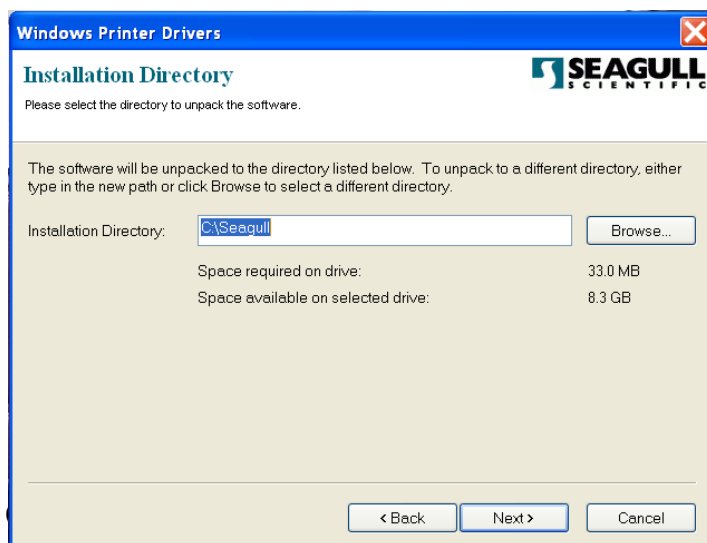 Windows Printer Drivers
Installation Directory
SEAGULL
SCIENTIFIC
Please select the directory to unpack the software.
The software will be unpacked to the directory listed below. To unpack to a different directory, either
type in the new path or click Browse to select a different directory.
Installation Directory: C:\Seagull Browse...
Space required on drive: 33.0 MB
Space available on selected drive: 8.3 GB
< Back Next > Cancel